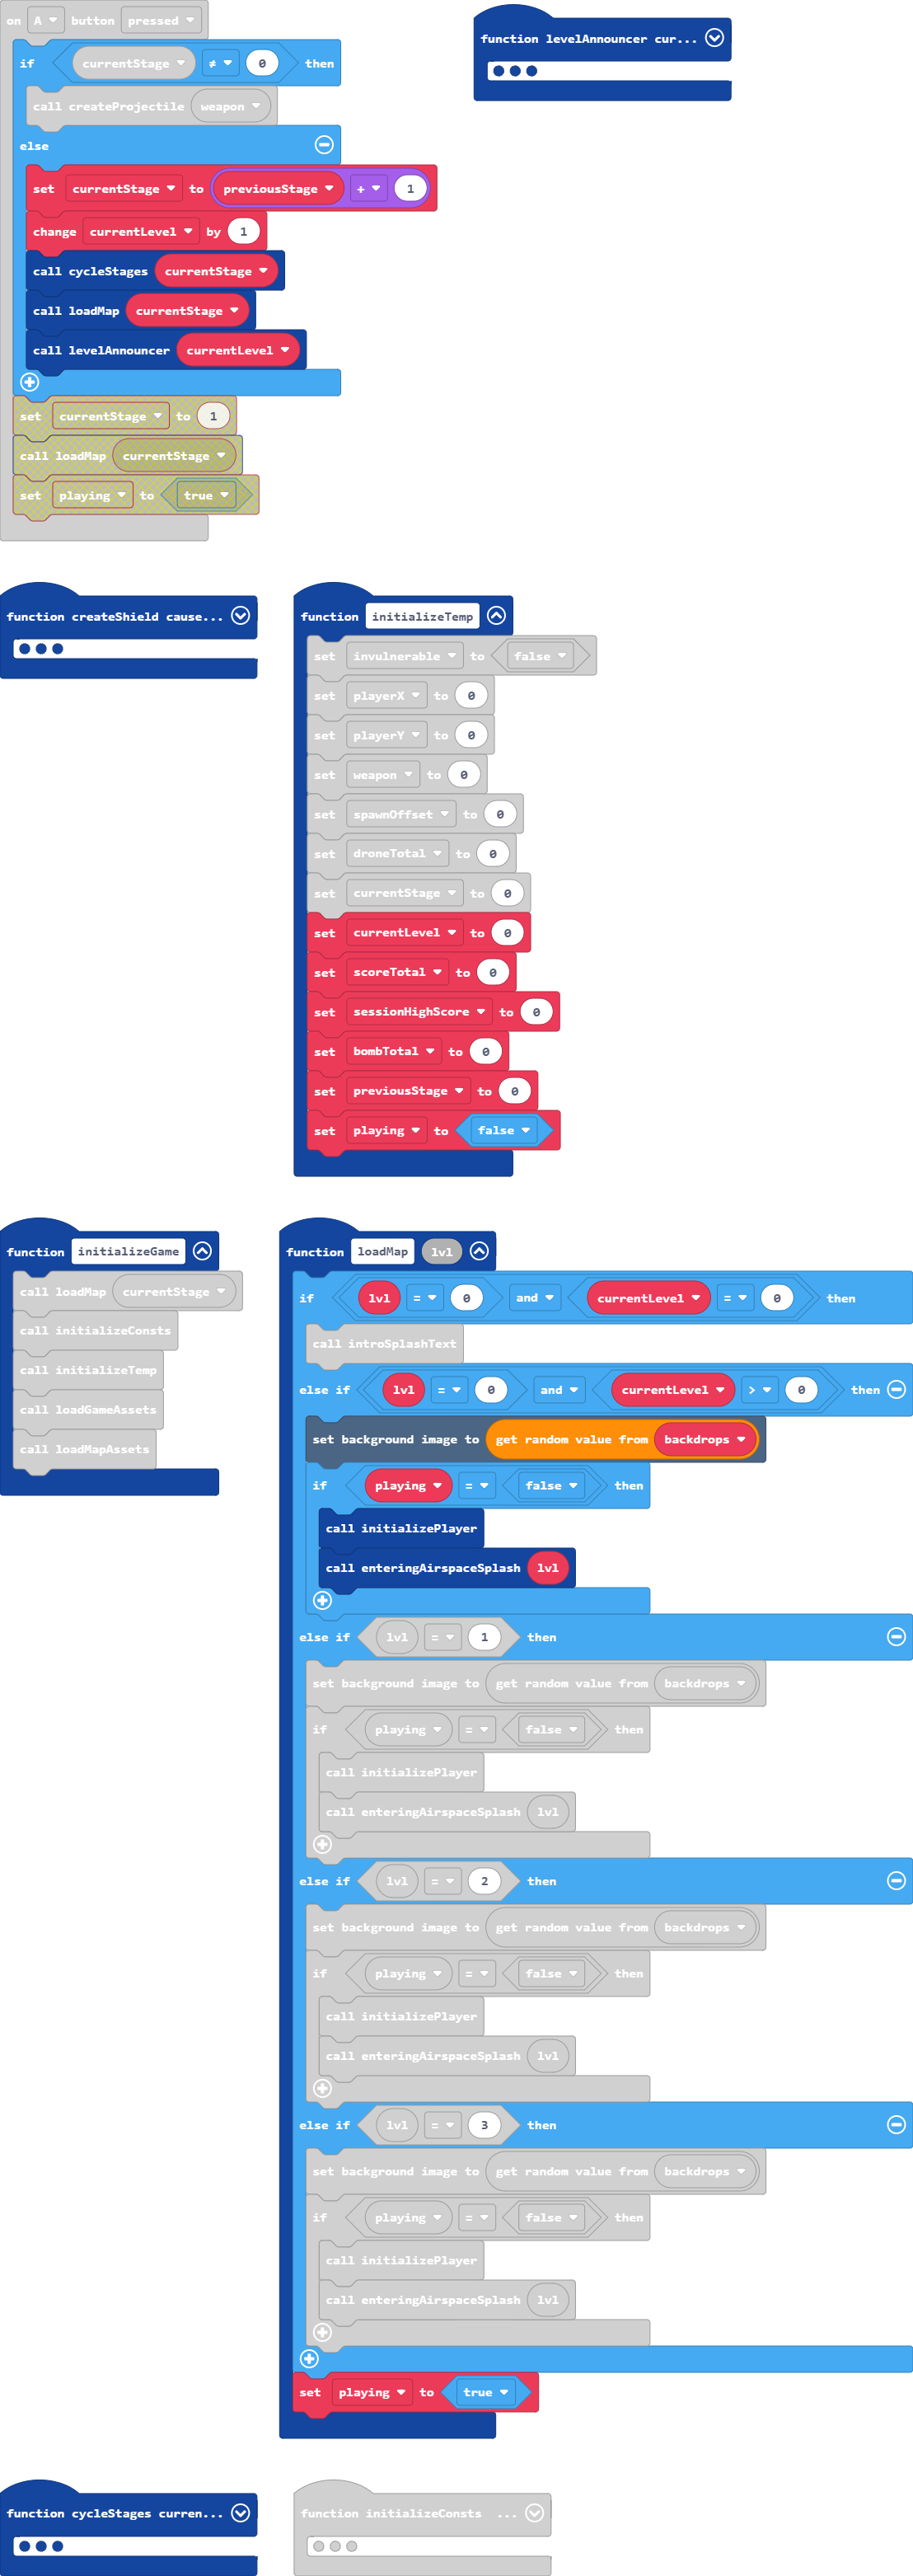 on A button pressed
function levelAnnouncer cur...
if currentStage ≠ 0 then
call createProjectile weapon
else
set currentStage to previousStage + 1
change currentLevel by 1
call cycleStages currentStage
call loadMap currentStage
call levelAnnouncer currentLevel
set currentStage to 1
call loadMap currentStage
set playing to true
function createShield cause...
function initializeTemp
set invulnerable to false
set playerX to 0
set playerY to 0
set weapon to 0
set spawnOffset to 0
set droneTotal to 0
set currentStage to 0
set currentLevel to 0
set scoreTotal to 0
set sessionHighScore to 0
set bombTotal to 0
set previousStage to 0
set playing to false
function initializeGame
call loadMap currentStage
call initializeConsts
call initializeTemp
call loadGameAssets
call loadMapAssets
function loadMap lvl
if lvl = 0 and currentLevel = 0 then
call introSplashText
else if lvl = 0 and currentLevel > 0 then
set background image to get random value from backdrops
if playing = false then
call initializePlayer
call enteringAirspaceSplash lvl
else if lvl = 1 then
set background image to get random value from backdrops
if playing = false then
call initializePlayer
call enteringAirspaceSplash lvl
else if lvl = 2 then
set background image to get random value from backdrops
if playing = false then
call initializePlayer
call enteringAirspaceSplash lvl
else if lvl = 3 then
set background image to get random value from backdrops
if playing = false then
call initializePlayer
call enteringAirspaceSplash lvl
set playing to true
function cycleStages curren...
function initializeConsts ...